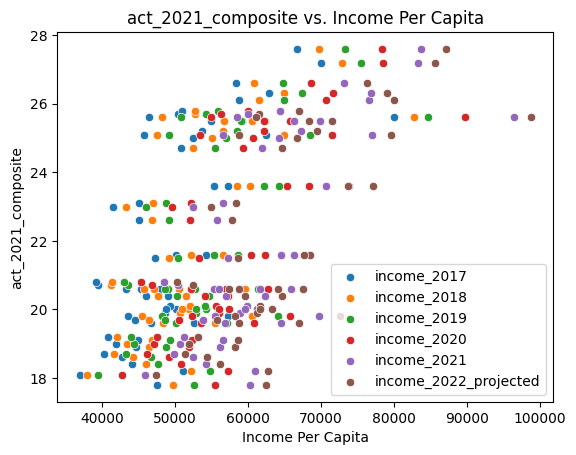 act_2021_composite vs. Income Per Capita
28
26
24
22
20
18
act_2021_composite
income_2017
income_2018
income_2019
income_2020
income_2021
income_2022_projected
40000 50000 60000 70000 80000 90000 100000
Income Per Capita